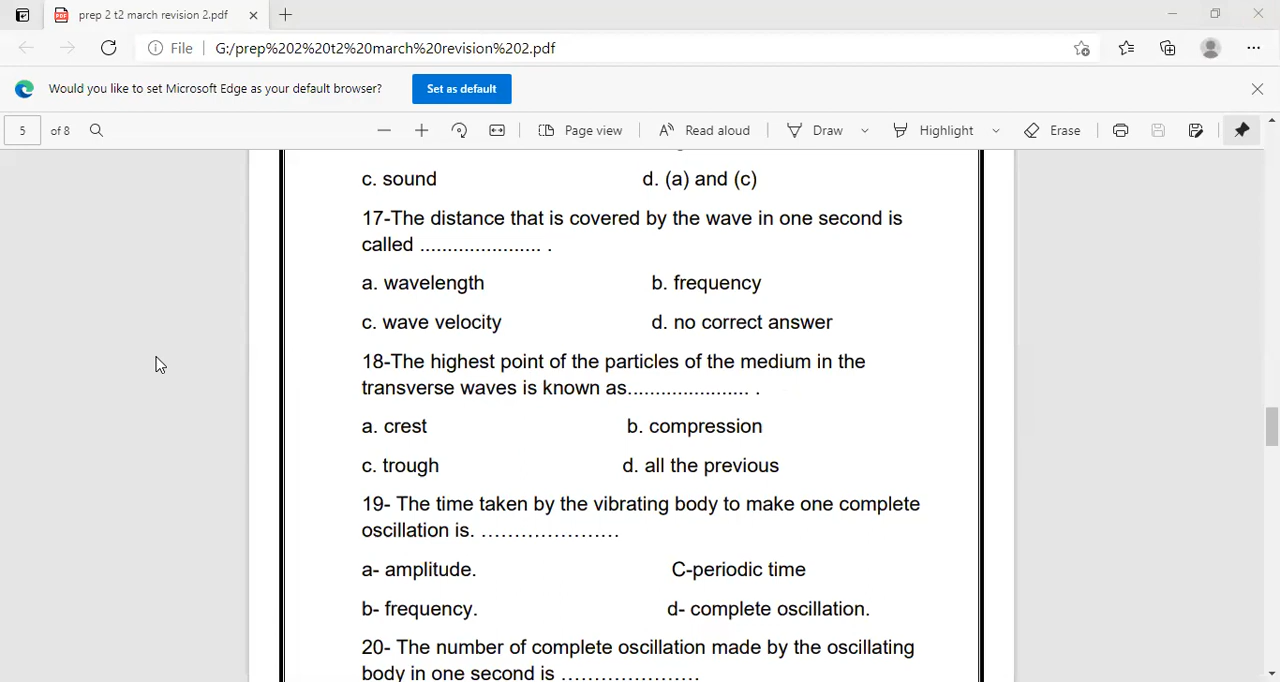 prep 2 t2 march revision 2.pdf
File G:/prep%202%20t2%20march%20revision%202.pdf
Would you like to set Microsoft Edge as your default browser? Set as default
5 of 8 Page view Read aloud Draw Highlight Erase
c. sound d. (a) and (c)
17-The distance that is covered by the wave in one second is
called ...................... .
a. wavelength b. frequency
c. wave velocity d. no correct answer
18-The highest point of the particles of the medium in the
transverse waves is known as...................... .
a. crest b. compression
c. trough d. all the previous
19- The time taken by the vibrating body to make one complete
oscillation is. …………………
a- amplitude. C-periodic time
b- frequency. d- complete oscillation.
20- The number of complete oscillation made by the oscillating
body in one second is …………………